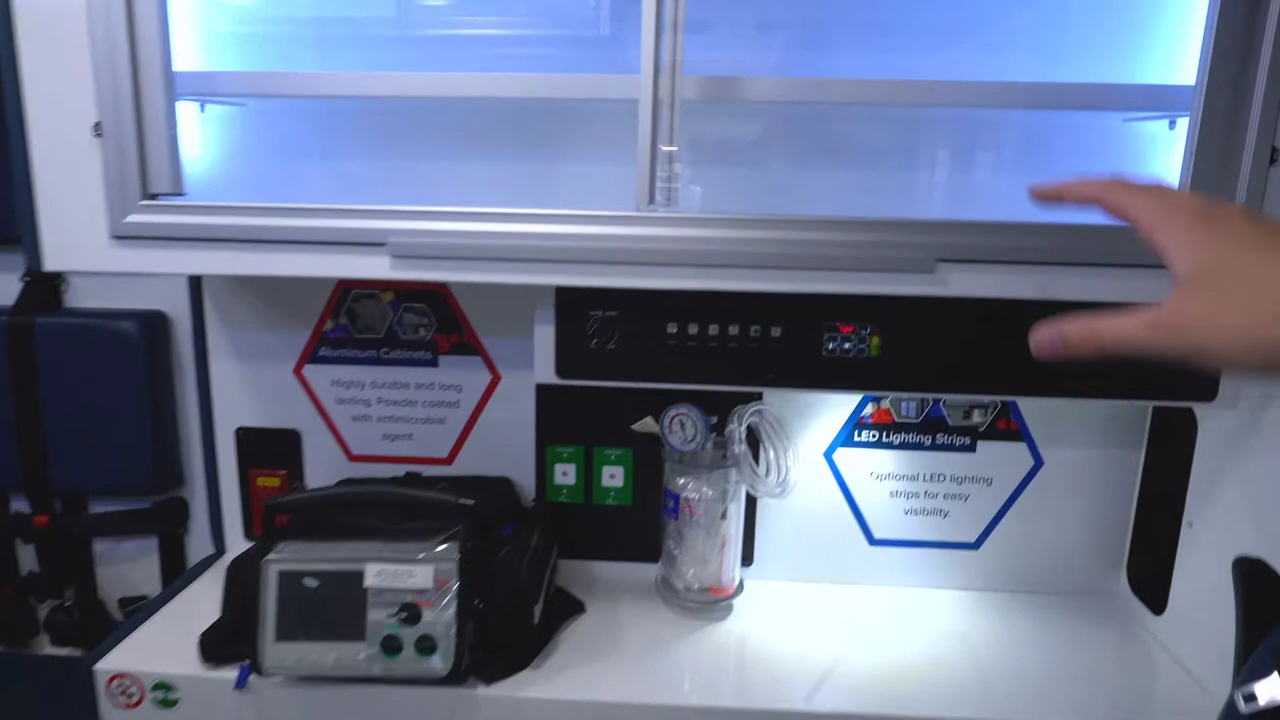 Aluminum Cabinets
Highly durable and long
lasting. Powder coated
with antimicrobial
agent.
LED Lighting Strips
Optional LED lighting
strips for easy
visibility.